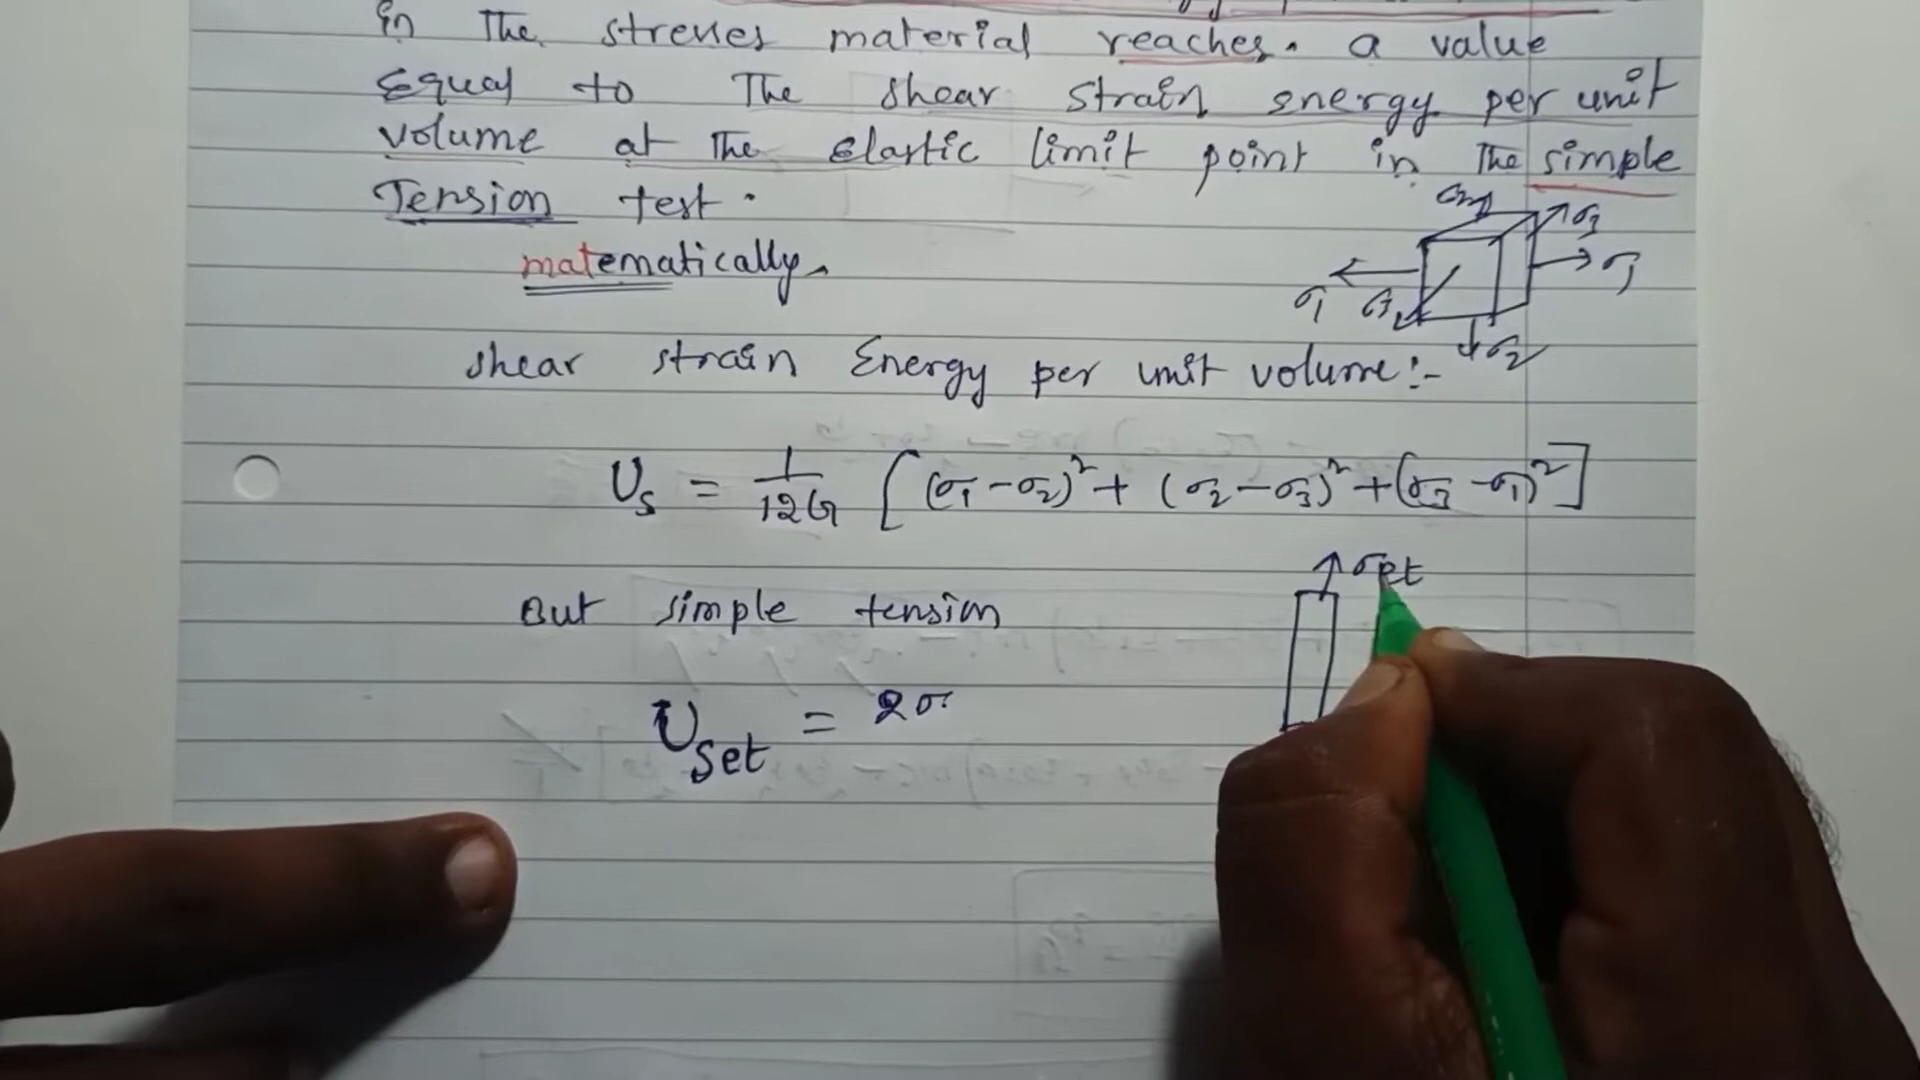 in The stresses material reaches. a value
Equal to The shear strain energy per unit
volume at The elastic limit point in The simple
Tension test.
matematically.
σ2 σ3
σ1 σ1
σ3
σ2
shear strain Energy per unit volume:-
Us = 1/12G [(σ1-σ2)² + (σ2-σ3)² + (σ3-σ1)²]
σet
But simple tension
Uset = 2σ